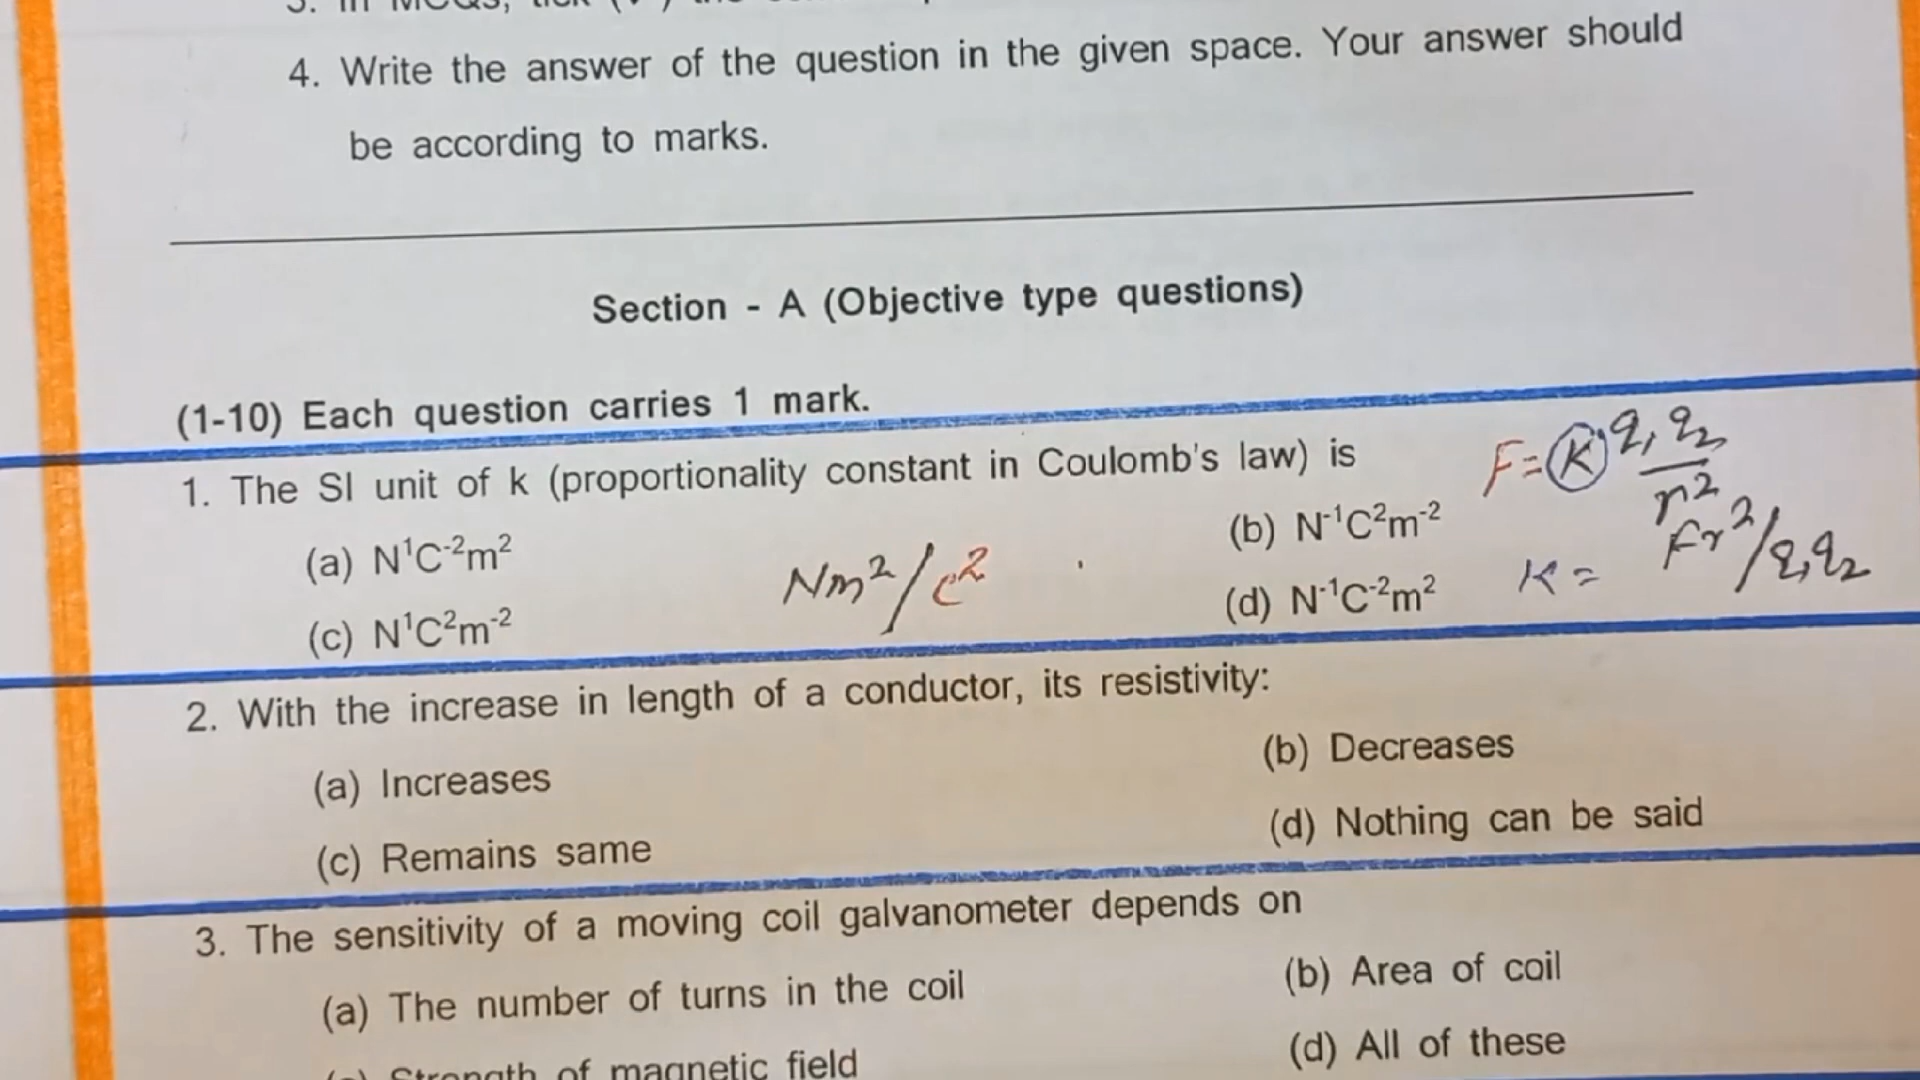 4. Write the answer of the question in the given space. Your answer should
be according to marks.
Section - A (Objective type questions)
(1-10) Each question carries 1 mark.
1. The SI unit of k (proportionality constant in Coulomb's law) is
F=k q₁q₂/r²
(a) N¹C⁻²m²
(b) N⁻¹C²m⁻²
Nm²/c²
K = Fr²/q₁q₂
(c) N¹C²m⁻²
(d) N⁻¹C⁻²m²
2. With the increase in length of a conductor, its resistivity:
(a) Increases
(b) Decreases
(c) Remains same
(d) Nothing can be said
3. The sensitivity of a moving coil galvanometer depends on
(a) The number of turns in the coil
(b) Area of coil
Strength of magnetic field
(d) All of these